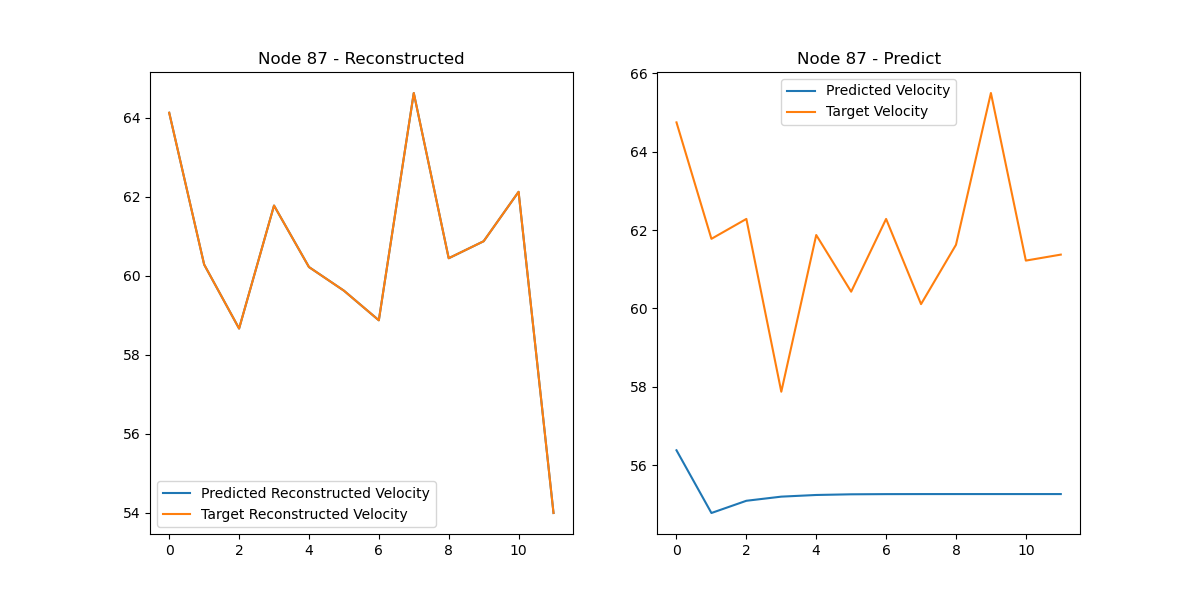 Node 87 - Reconstructed
64
62
60
58
56
54
Predicted Reconstructed Velocity
Target Reconstructed Velocity
0 2 4 6 8 10
Node 87 - Predict
66
64
62
60
58
56
Predicted Velocity
Target Velocity
0 2 4 6 8 10